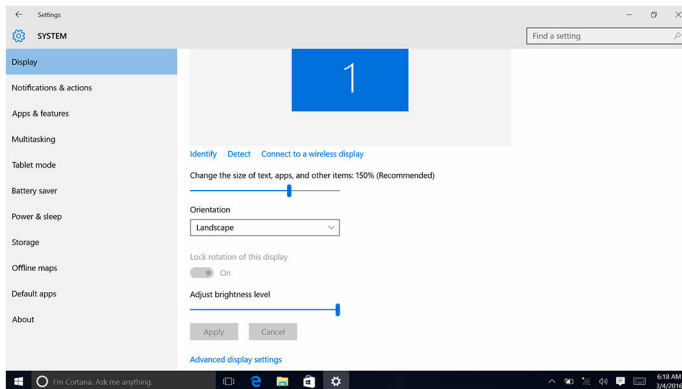 Settings
SYSTEM
Find a setting
Display
Notifications & actions
Apps & features
Multitasking
Tablet mode
Battery saver
Power & sleep
Storage
Offline maps
Default apps
About
1
Identify Detect Connect to a wireless display
Change the size of text, apps, and other items: 150% (Recommended)
Orientation
Landscape
Lock rotation of this display
On
Adjust brightness level
Apply Cancel
Advanced display settings
I'm Cortana. Ask me anything.
6:18 AM
3/4/2016